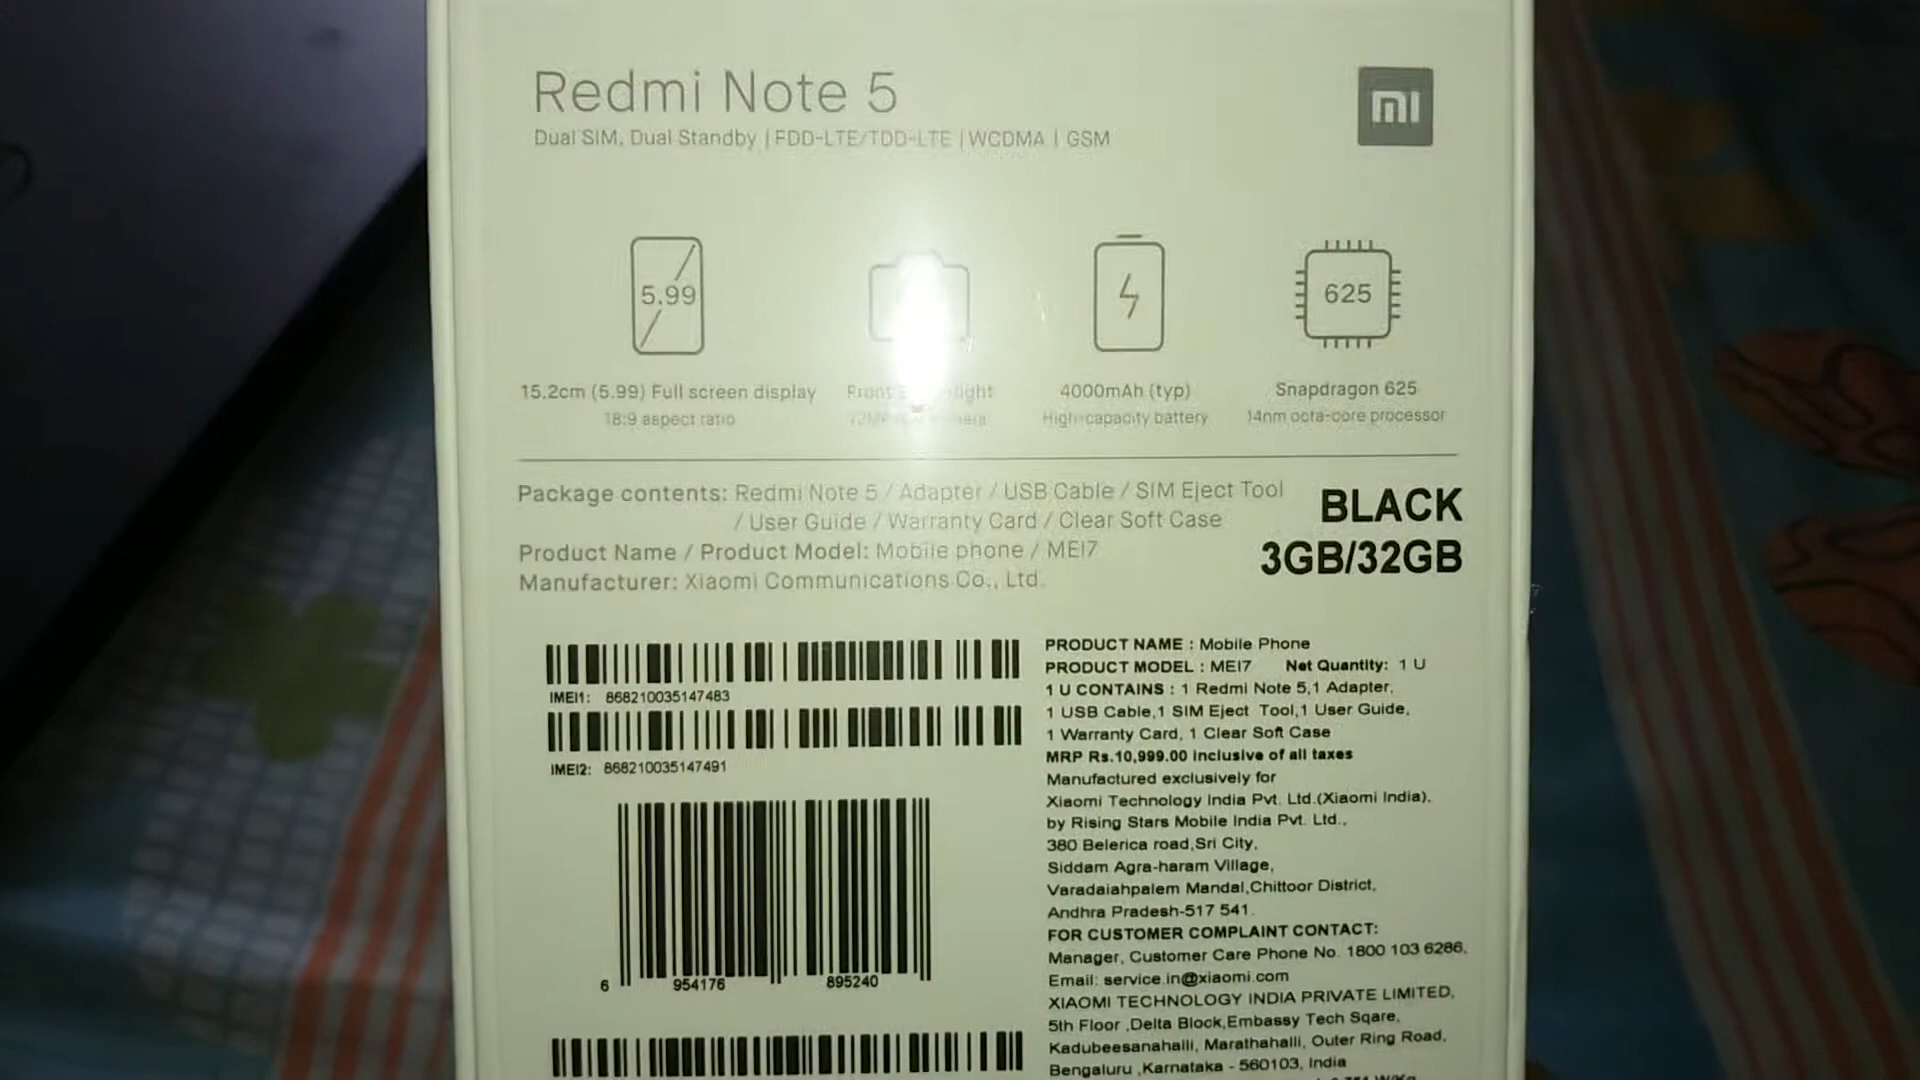 Redmi Note 5
mi
Dual SIM, Dual Standby | FDD-LTE/TDD-LTE | WCDMA | GSM
5.99
625
15.2cm (5.99) Full screen display
18:9 aspect ratio
Front light
12MP
4000mAh (typ)
High-capacity battery
Snapdragon 625
14nm octa-core processor
Package contents: Redmi Note 5 / Adapter / USB Cable / SIM Eject Tool
/ User Guide / Warranty Card / Clear Soft Case
Product Name / Product Model: Mobile phone / MEI7
Manufacturer: Xiaomi Communications Co., Ltd.
BLACK
3GB/32GB
IMEI1: 868210035147483
IMEI2: 868210035147491
6 954176 895240
PRODUCT NAME : Mobile Phone
PRODUCT MODEL : MEI7 Net Quantity: 1 U
1 U CONTAINS : 1 Redmi Note 5,1 Adapter,
1 USB Cable,1 SIM Eject Tool,1 User Guide,
1 Warranty Card, 1 Clear Soft Case
MRP Rs.10,999.00 Inclusive of all taxes
Manufactured exclusively for
Xiaomi Technology India Pvt. Ltd.(Xiaomi India),
by Rising Stars Mobile India Pvt. Ltd.,
380 Belerica road,Sri City,
Siddam Agra-haram Village,
Varadaiahpalem Mandal,Chittoor District,
Andhra Pradesh-517 541.
FOR CUSTOMER COMPLAINT CONTACT:
Manager, Customer Care Phone No. 1800 103 6286,
Email: service.in@xiaomi.com
XIAOMI TECHNOLOGY INDIA PRIVATE LIMITED,
5th Floor ,Delta Block,Embassy Tech Sqare,
Kadubeesanahalli, Marathahalli, Outer Ring Road,
Bengaluru ,Karnataka - 560103, India